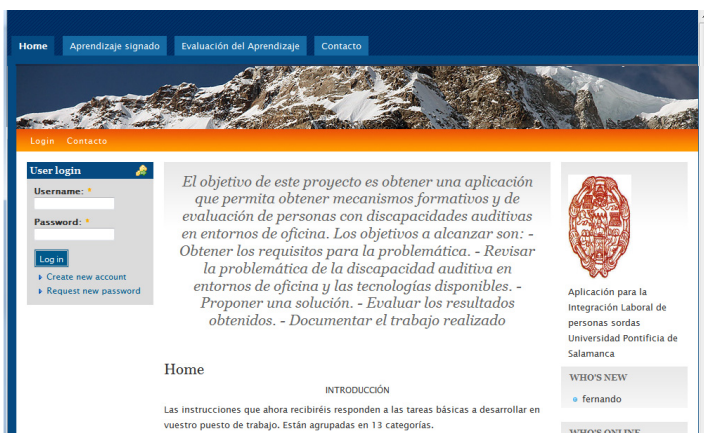 Home Aprendizaje signado Evaluación del Aprendizaje Contacto
Login Contacto
User login
Username: *
Password: *
Log in
Create new account
Request new password
El objetivo de este proyecto es obtener una aplicación
que permita obtener mecanismos formativos y de
evaluación de personas con discapacidades auditivas
en entornos de oficina. Los objetivos a alcanzar son: -
Obtener los requisitos para la problemática. - Revisar
la problemática de la discapacidad auditiva en
entornos de oficina y las tecnologías disponibles. -
Proponer una solución. - Evaluar los resultados
obtenidos. - Documentar el trabajo realizado
Home
INTRODUCCIÓN
Las instrucciones que ahora recibiréis responden a las tareas básicas a desarrollar en
vuestro puesto de trabajo. Están agrupadas en 13 categorías.
Aplicación para la
Integración Laboral de
personas sordas
Universidad Pontificia de
Salamanca
WHO'S NEW
fernando
WHO'S ONLINE